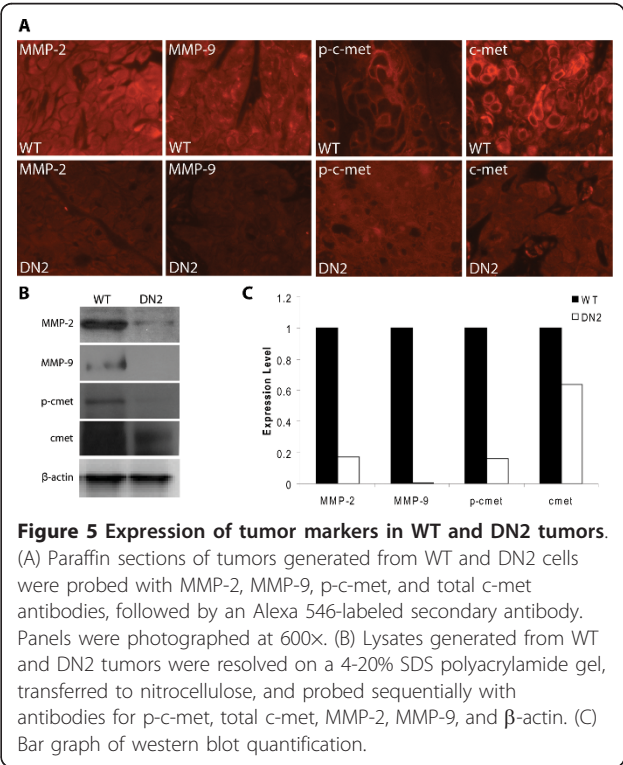 A
MMP-2 MMP-9 p-c-met c-met
WT WT WT WT
MMP-2 MMP-9 p-c-met c-met
DN2 DN2 DN2 DN2
B
WT DN2
MMP-2
MMP-9
p-cmet
cmet
β-actin
C
1.2
1
0.8
0.6
0.4
0.2
0
Expression Level
WT
DN2
MMP-2 MMP-9 p-cmet cmet
Figure 5 Expression of tumor markers in WT and DN2 tumors.
(A) Paraffin sections of tumors generated from WT and DN2 cells
were probed with MMP-2, MMP-9, p-c-met, and total c-met
antibodies, followed by an Alexa 546-labeled secondary antibody.
Panels were photographed at 600×. (B) Lysates generated from WT
and DN2 tumors were resolved on a 4-20% SDS polyacrylamide gel,
transferred to nitrocellulose, and probed sequentially with
antibodies for p-c-met, total c-met, MMP-2, MMP-9, and β-actin. (C)
Bar graph of western blot quantification.